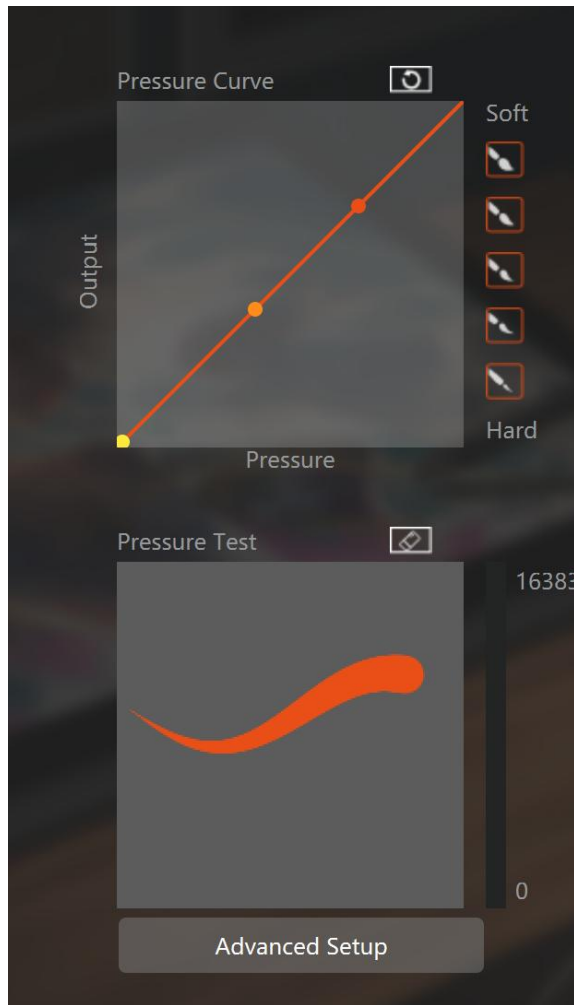 Pressure Curve
Soft
Output
Hard
Pressure
Pressure Test
16383
0
Advanced Setup